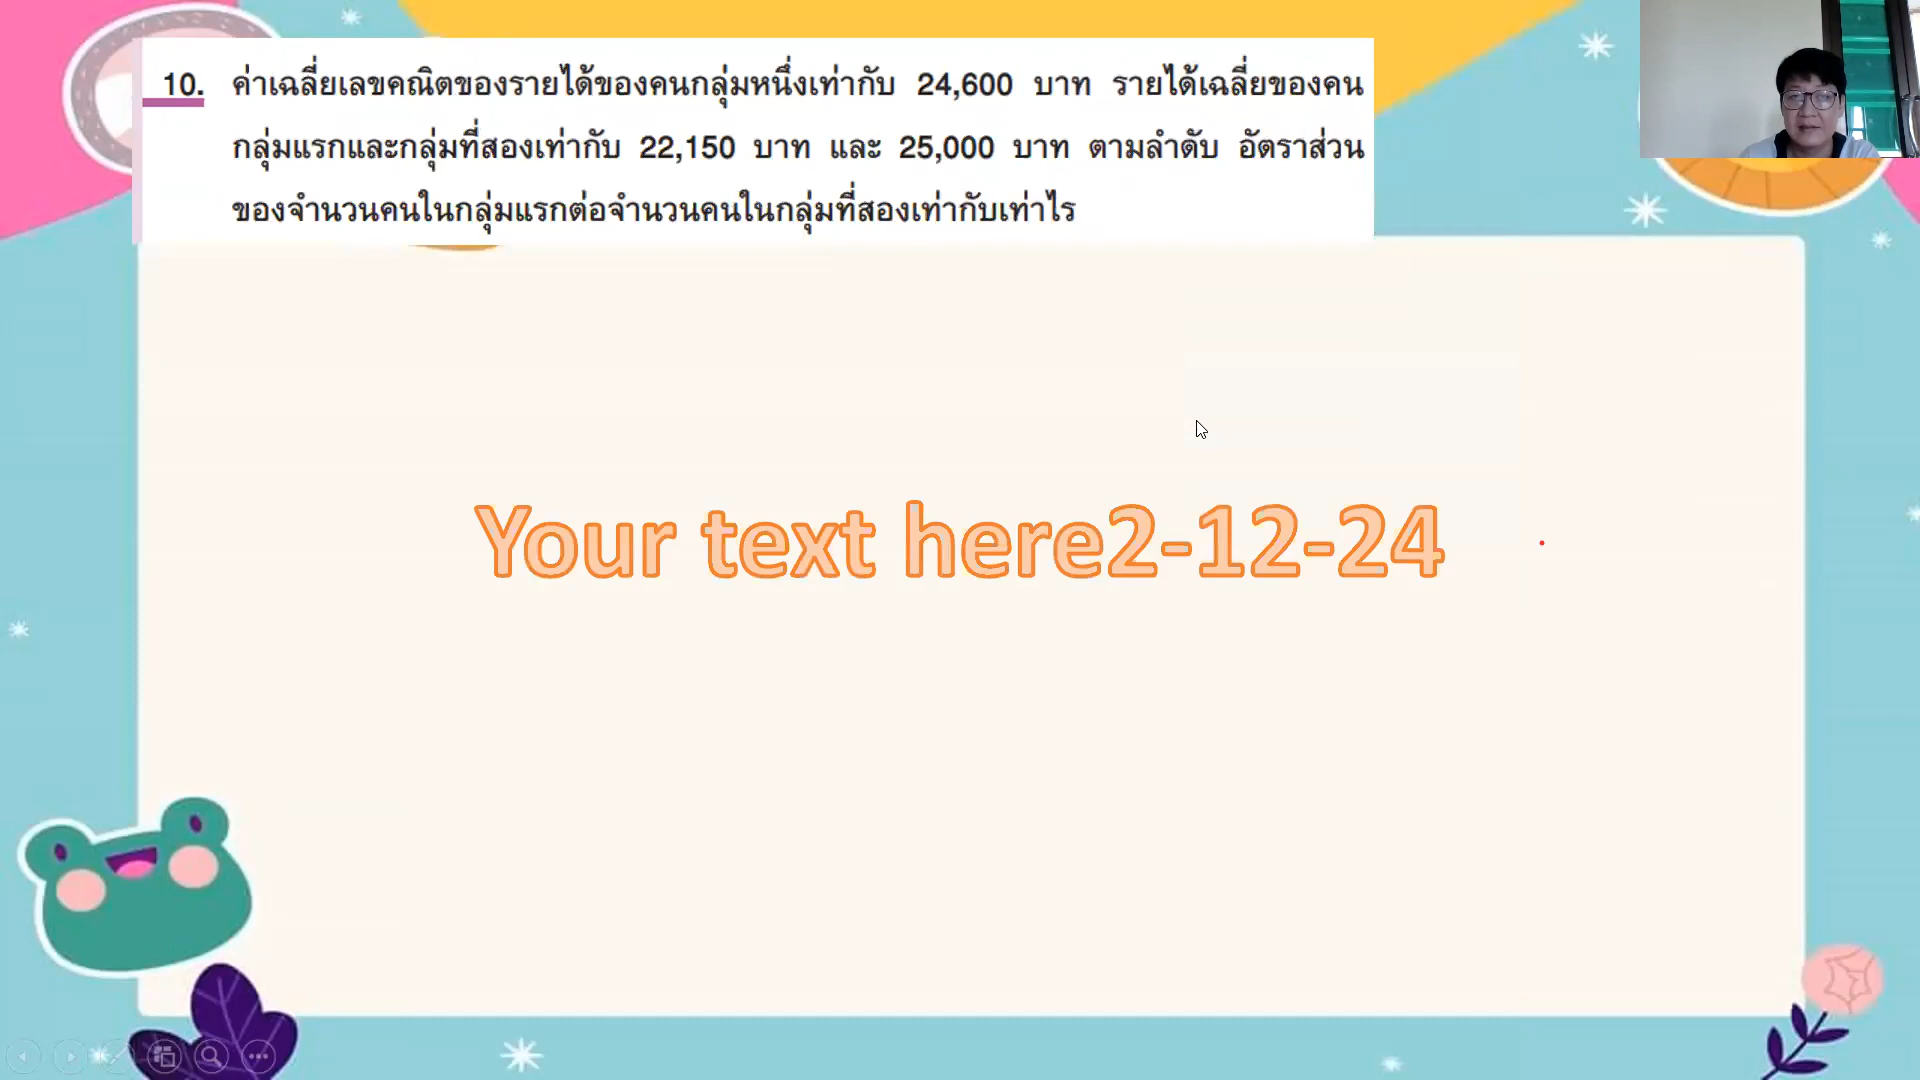 10. ค่าเฉลี่ยเลขคณิตของรายได้ของคนกลุ่มหนึ่งเท่ากับ 24,600 บาท รายได้เฉลี่ยของคน
กลุ่มแรกและกลุ่มที่สองเท่ากับ 22,150 บาท และ 25,000 บาท ตามลำดับ อัตราส่วน
ของจำนวนคนในกลุ่มแรกต่อจำนวนคนในกลุ่มที่สองเท่ากับเท่าไร
Your text here2-12-24